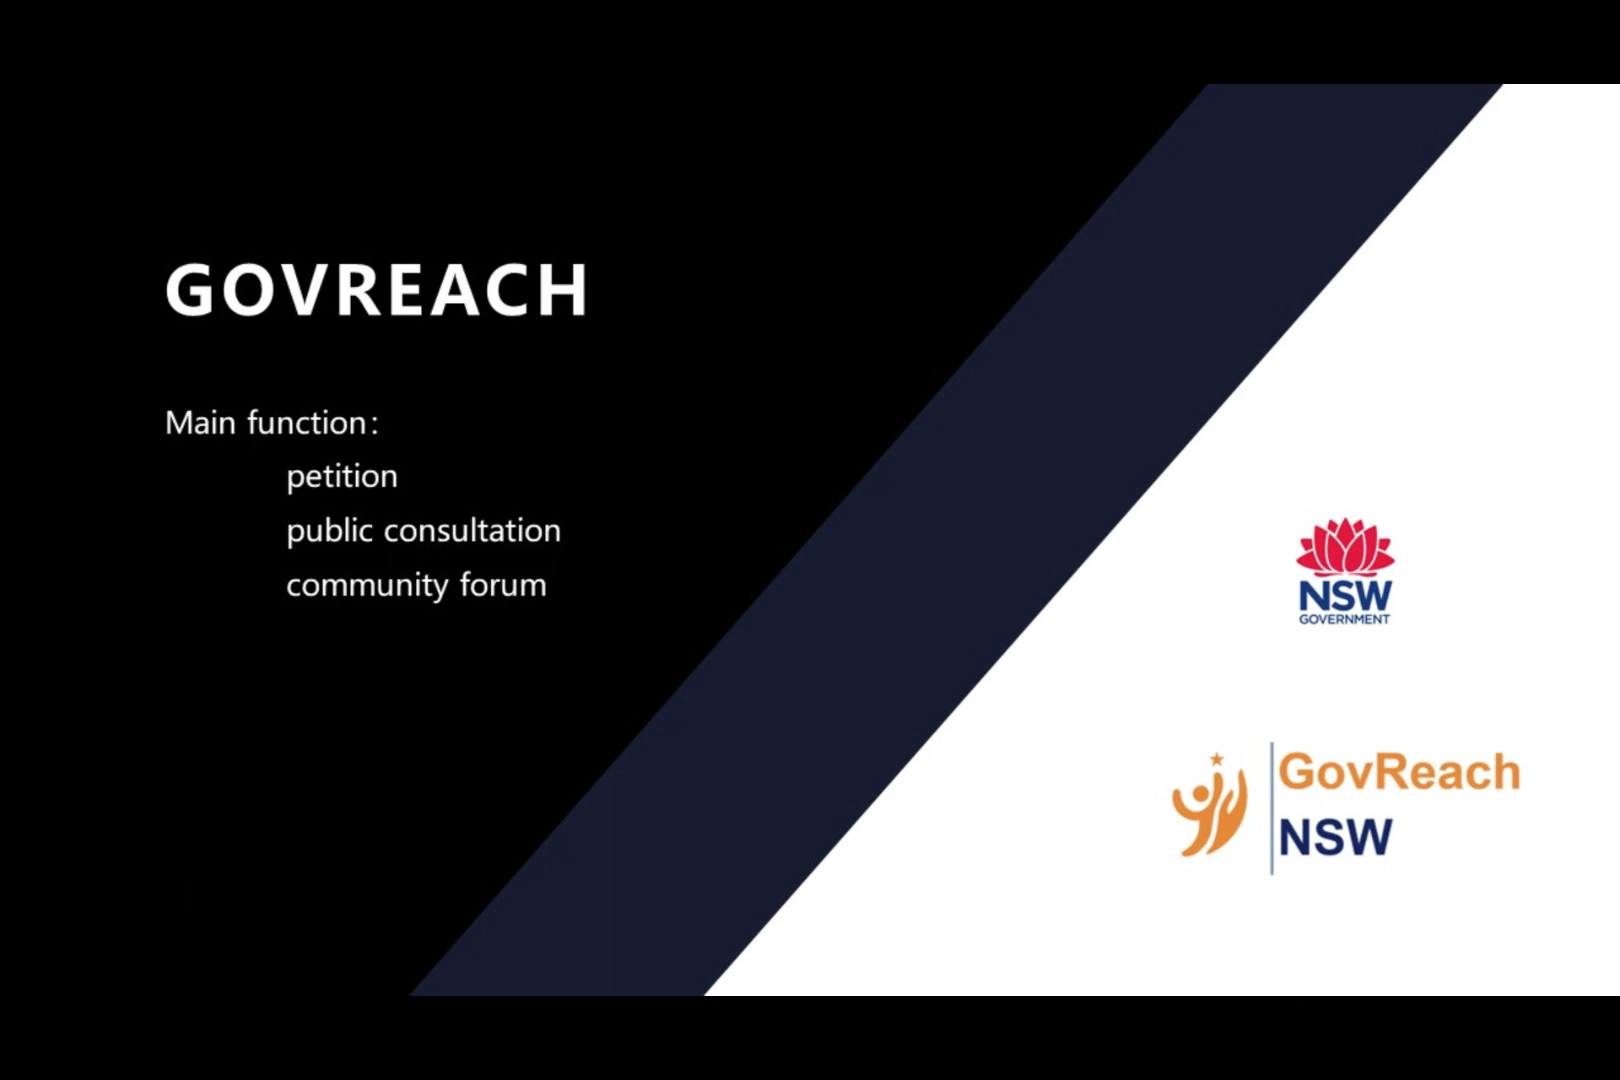 GOVREACH
Main function:
petition
public consultation
community forum
NSW
GOVERNMENT
GovReach
NSW